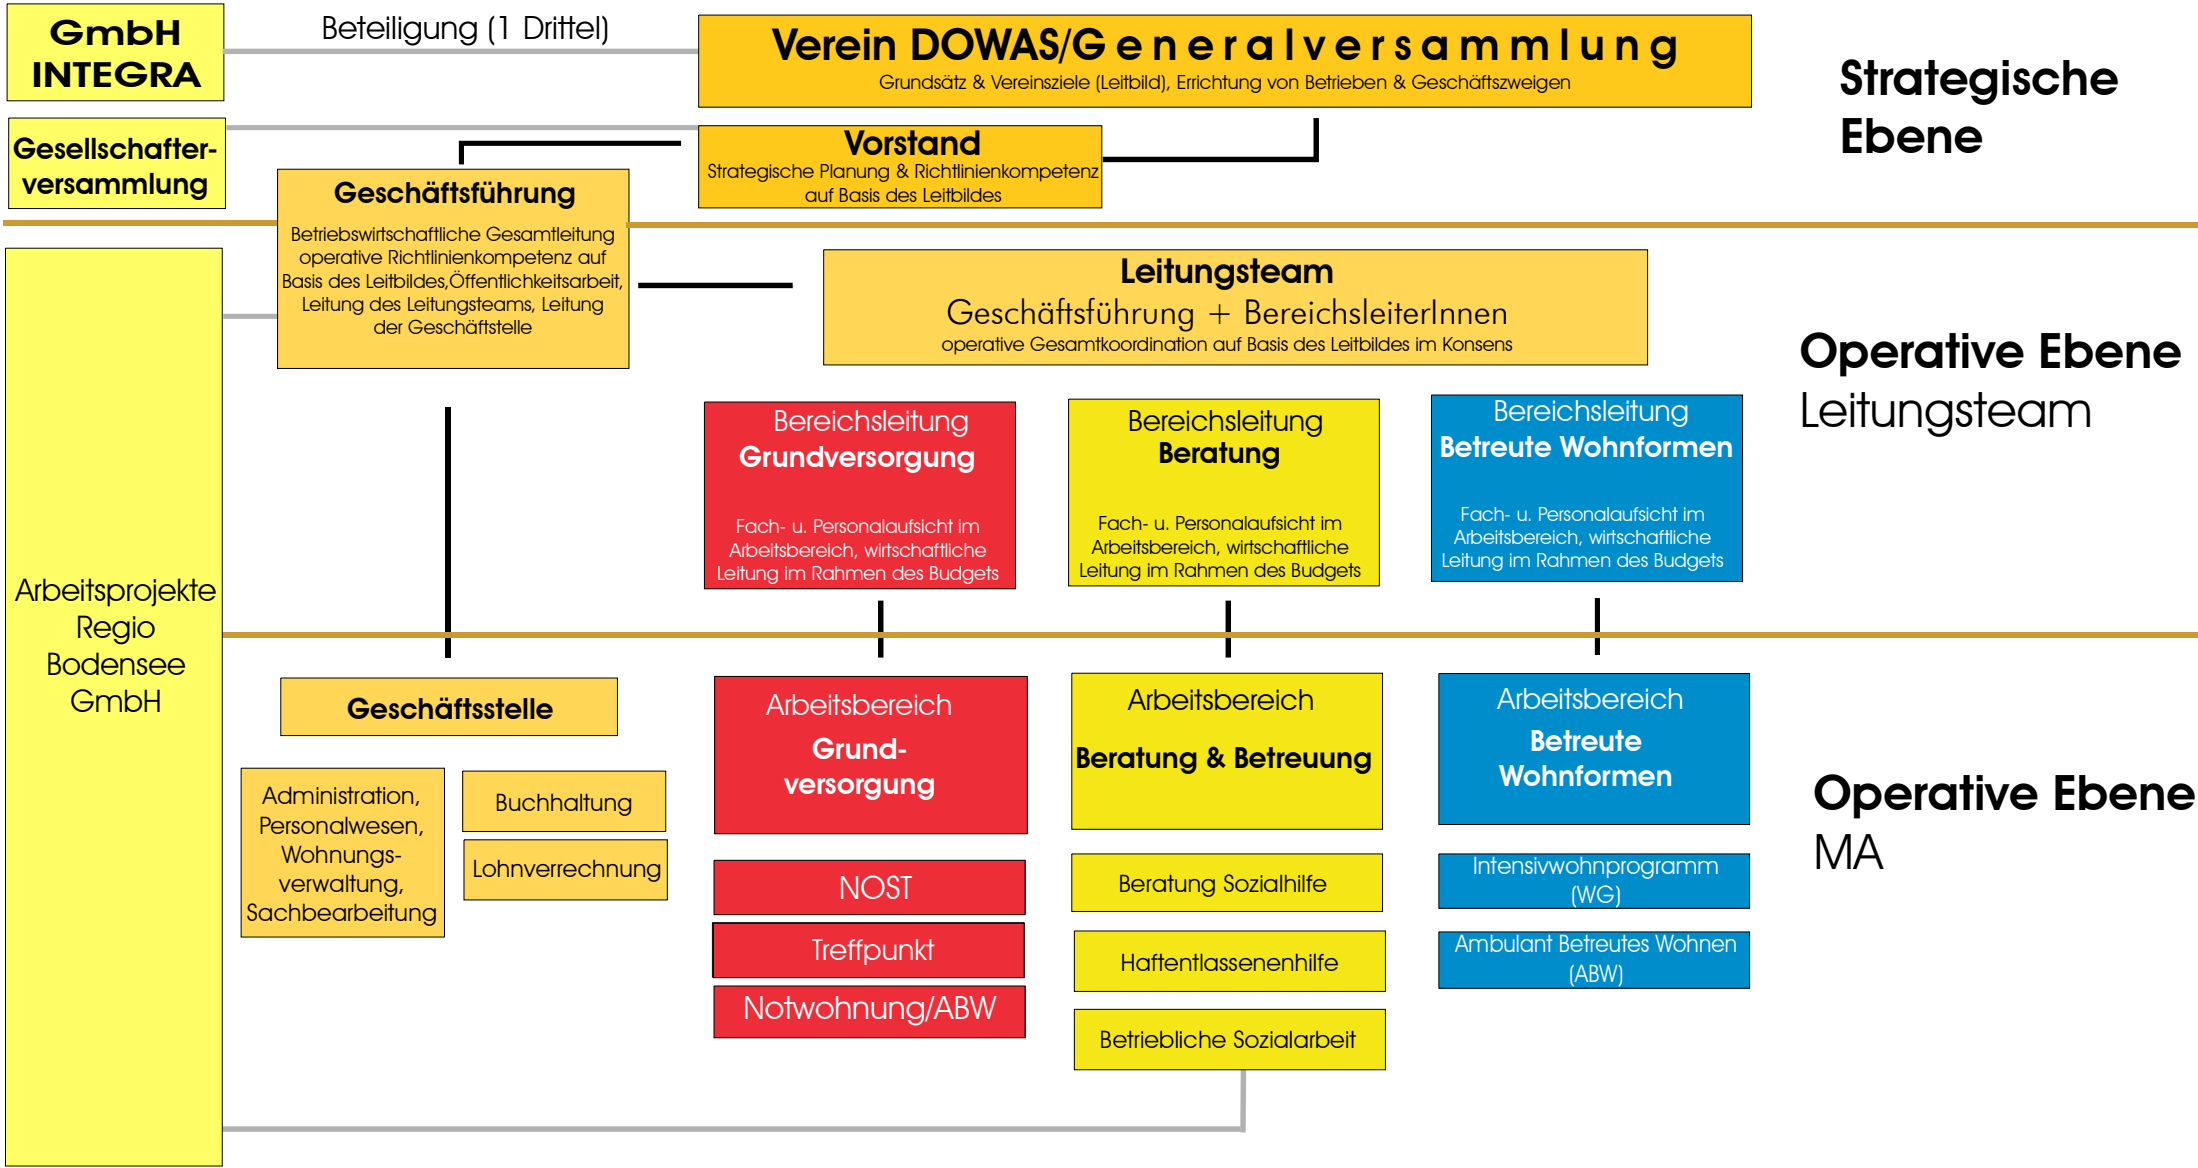 GmbH
INTEGRA
Beteiligung (1 Drittel)
Verein DOWAS/Generalversammlung
Grundsätz & Vereinsziele (Leitbild), Errichtung von Betrieben & Geschäftszweigen
Strategische
Ebene
Gesellschafter-
versammlung
Vorstand
Strategische Planung & Richtlinienkompetenz
auf Basis des Leitbildes
Geschäftsführung
Betriebswirtschaftliche Gesamtleitung
operative Richtlinienkompetenz auf
Basis des Leitbildes,Öffentlichkeitsarbeit,
Leitung des Leitungsteams, Leitung
der Geschäftstelle
Leitungsteam
Geschäftsführung + BereichsleiterInnen
operative Gesamtkoordination auf Basis des Leitbildes im Konsens
Operative Ebene
Leitungsteam
Bereichsleitung
Grundversorgung
Fach- u. Personalaufsicht im
Arbeitsbereich, wirtschaftliche
Leitung im Rahmen des Budgets
Bereichsleitung
Beratung
Fach- u. Personalaufsicht im
Arbeitsbereich, wirtschaftliche
Leitung im Rahmen des Budgets
Bereichsleitung
Betreute Wohnformen
Fach- u. Personalaufsicht im
Arbeitsbereich, wirtschaftliche
Leitung im Rahmen des Budgets
Arbeitsprojekte
Regio
Bodensee
GmbH
Geschäftsstelle
Administration,
Personalwesen,
Wohnungs-
verwaltung,
Sachbearbeitung
Buchhaltung
Lohnverrechnung
Arbeitsbereich
Grund-
versorgung
NOST
Treffpunkt
Notwohnung/ABW
Arbeitsbereich
Beratung & Betreuung
Beratung Sozialhilfe
Haftentlassenenhilfe
Betriebliche Sozialarbeit
Arbeitsbereich
Betreute
Wohnformen
Intensivwohnprogramm
(WG)
Ambulant Betreutes Wohnen
(ABW)
Operative Ebene
MA